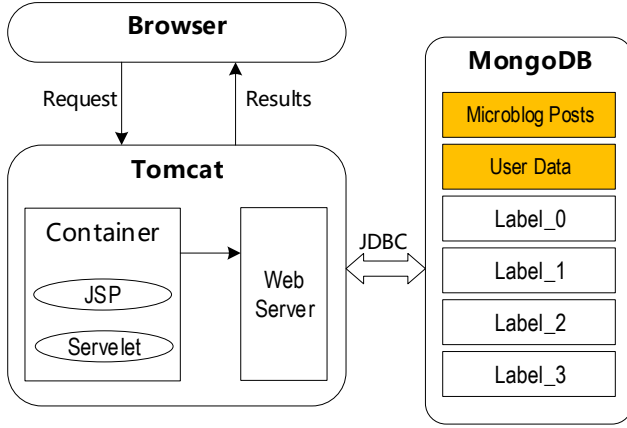 Browser
Request
Results
Tomcat
Container
JSP
Servelet
Web
Server
JDBC
MongoDB
Microblog Posts
User Data
Label_0
Label_1
Label_2
Label_3